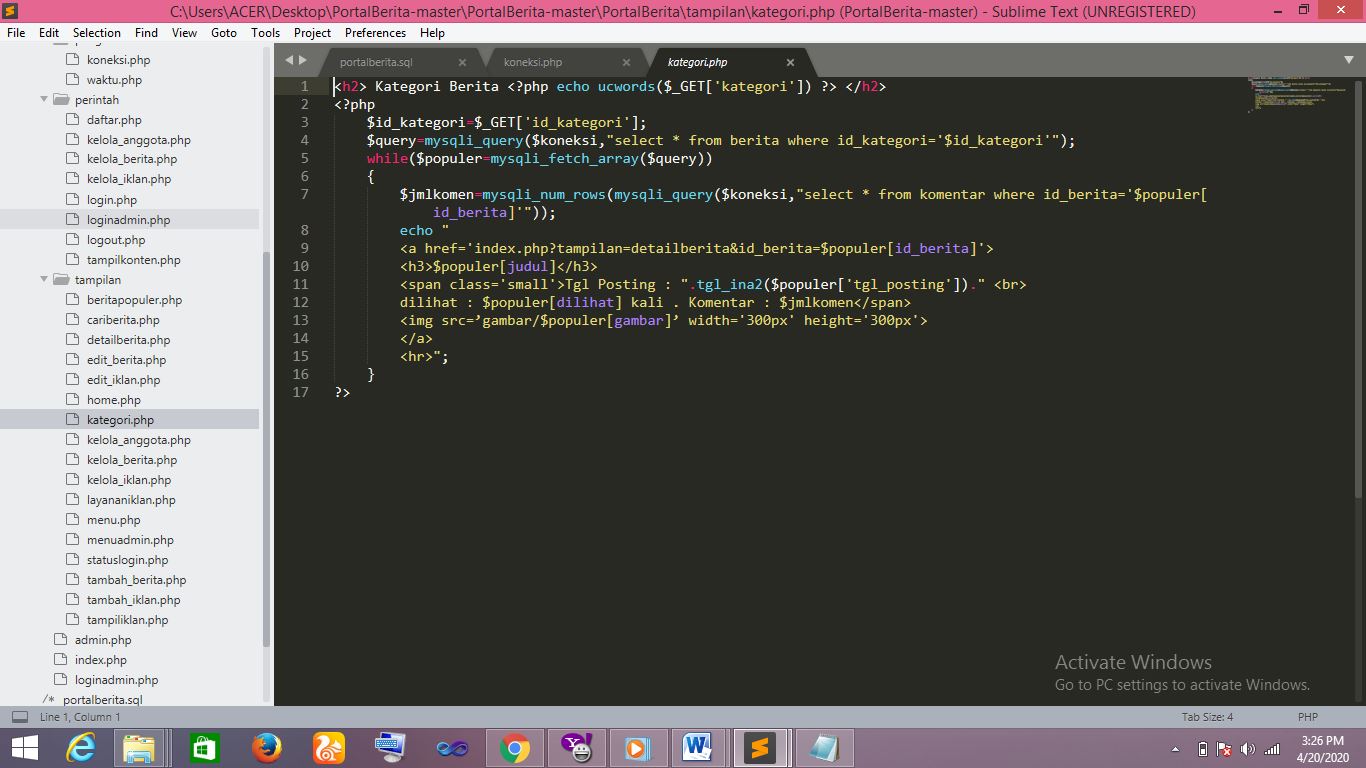 C:\Users\ACER\Desktop\PortalBerita-master\PortalBerita-master\PortalBerita\tampilan\kategori.php (PortalBerita-master) - Sublime Text (UNREGISTERED)
File Edit Selection Find View Goto Tools Project Preferences Help
koneksi.php
waktu.php
perintah
daftar.php
kelola_anggota.php
kelola_berita.php
kelola_iklan.php
login.php
loginadmin.php
logout.php
tampilkonten.php
tampilan
beritapopuler.php
cariberita.php
detailberita.php
edit_berita.php
edit_iklan.php
home.php
kategori.php
kelola_anggota.php
kelola_berita.php
kelola_iklan.php
layananiklan.php
menu.php
menuadmin.php
statuslogin.php
tambah_berita.php
tambah_iklan.php
tampiliklan.php
admin.php
index.php
loginadmin.php
/* portalberita.sql
portalberita.sql koneksi.php kategori.php
1 <h2> Kategori Berita <?php echo ucwords($_GET['kategori']) ?> </h2>
2 <?php
3 $id_kategori=$_GET['id_kategori'];
4 $query=mysqli_query($koneksi,"select * from berita where id_kategori='$id_kategori'");
5 while($populer=mysqli_fetch_array($query))
6 {
7 $jmlkomen=mysqli_num_rows(mysqli_query($koneksi,"select * from komentar where id_berita='$populer[
id_berita]'"));
8 echo "
9 <a href='index.php?tampilan=detailberita&id_berita=$populer[id_berita]'>
10 <h3>$populer[judul]</h3>
11 <span class='small'>Tgl Posting : ".tgl_ina2($populer['tgl_posting'])." <br>
12 dilihat : $populer[dilihat] kali . Komentar : $jmlkomen</span>
13 <img src=’gambar/$populer[gambar]’ width='300px' height='300px'>
14 </a>
15 <hr>";
16 }
17 ?>
Activate Windows
Go to PC settings to activate Windows.
Line 1, Column 1 Tab Size: 4 PHP
3:26 PM
4/20/2020